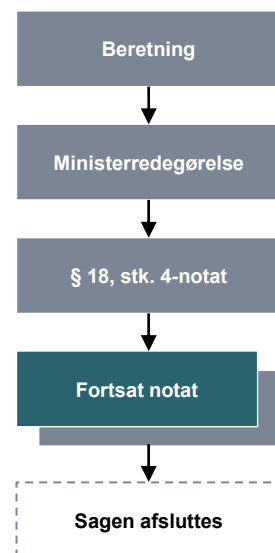 Beretning
Ministerredegørelse
§ 18, stk. 4-notat
Fortsat notat
Sagen afsluttes